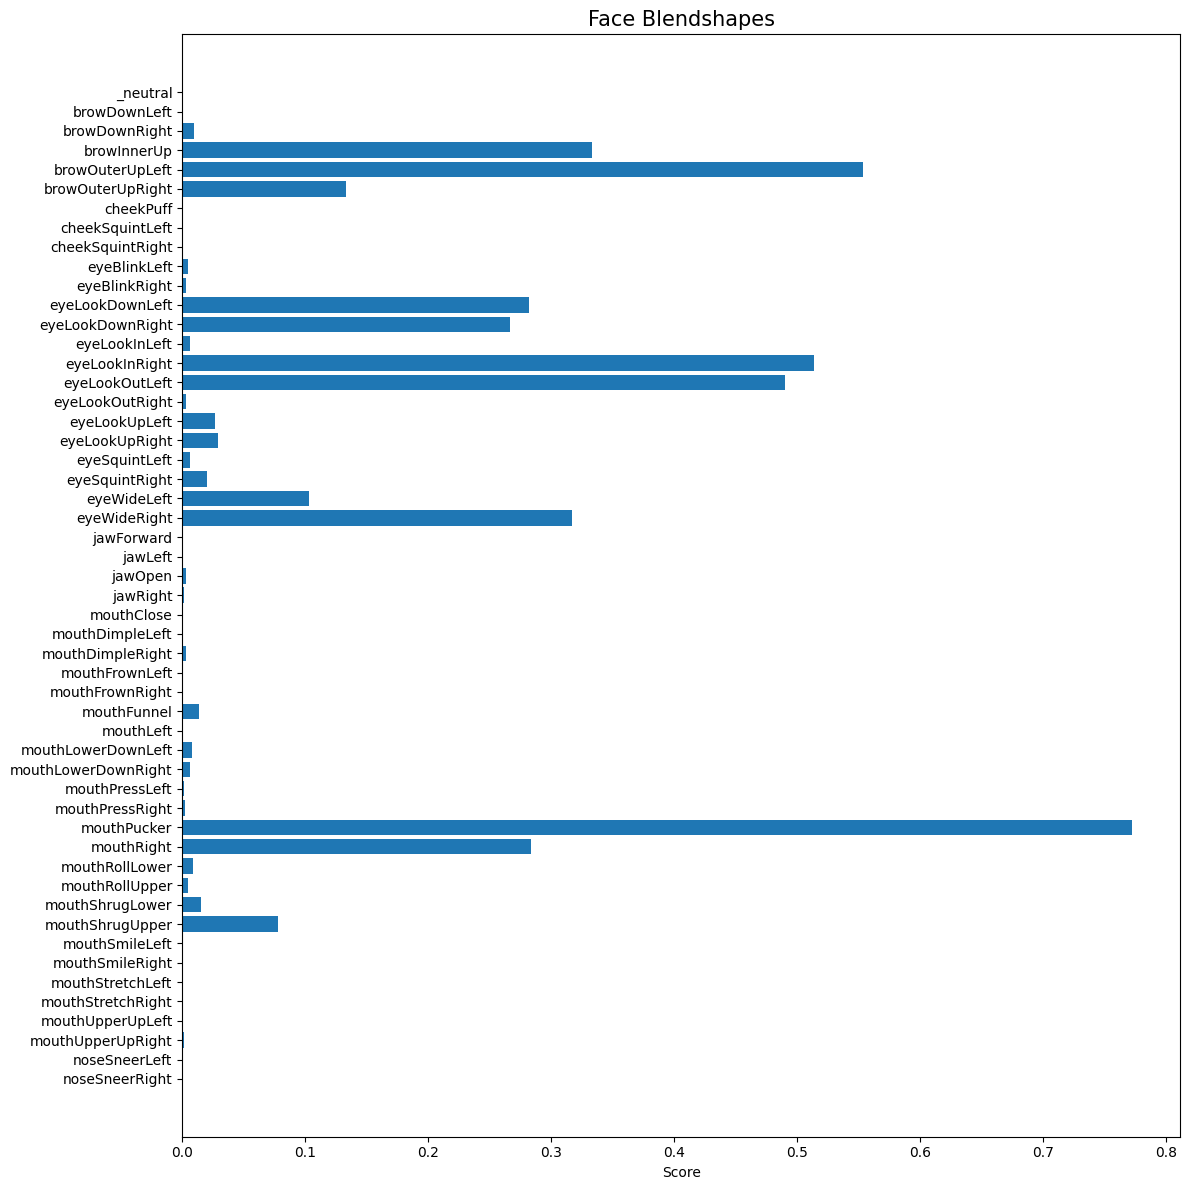 Face Blendshapes
_neutral
browDownLeft
browDownRight
browInnerUp
browOuterUpLeft
browOuterUpRight
cheekPuff
cheekSquintLeft
cheekSquintRight
eyeBlinkLeft
eyeBlinkRight
eyeLookDownLeft
eyeLookDownRight
eyeLookInLeft
eyeLookInRight
eyeLookOutLeft
eyeLookOutRight
eyeLookUpLeft
eyeLookUpRight
eyeSquintLeft
eyeSquintRight
eyeWideLeft
eyeWideRight
jawForward
jawLeft
jawOpen
jawRight
mouthClose
mouthDimpleLeft
mouthDimpleRight
mouthFrownLeft
mouthFrownRight
mouthFunnel
mouthLeft
mouthLowerDownLeft
mouthLowerDownRight
mouthPressLeft
mouthPressRight
mouthPucker
mouthRight
mouthRollLower
mouthRollUpper
mouthShrugLower
mouthShrugUpper
mouthSmileLeft
mouthSmileRight
mouthStretchLeft
mouthStretchRight
mouthUpperUpLeft
mouthUpperUpRight
noseSneerLeft
noseSneerRight
0.0 0.1 0.2 0.3 0.4 0.5 0.6 0.7 0.8
Score